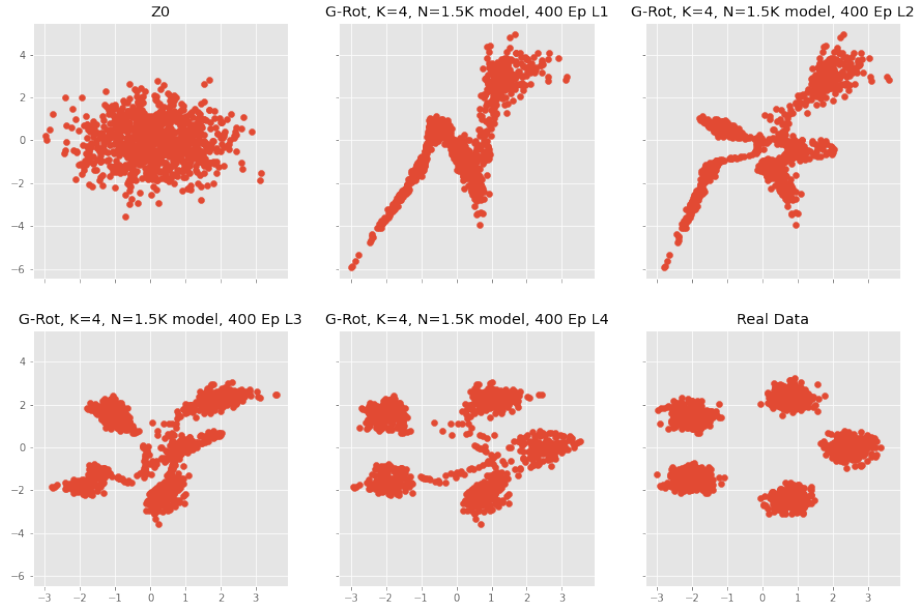 Z0
G-Rot, K=4, N=1.5K model, 400 Ep L1
G-Rot, K=4, N=1.5K model, 400 Ep L2
4
2
0
−2
−4
−6
G-Rot, K=4, N=1.5K model, 400 Ep L3
G-Rot, K=4, N=1.5K model, 400 Ep L4
Real Data
4
2
0
−2
−4
−6
−3 −2 −1 0 1 2 3
−3 −2 −1 0 1 2 3
−3 −2 −1 0 1 2 3